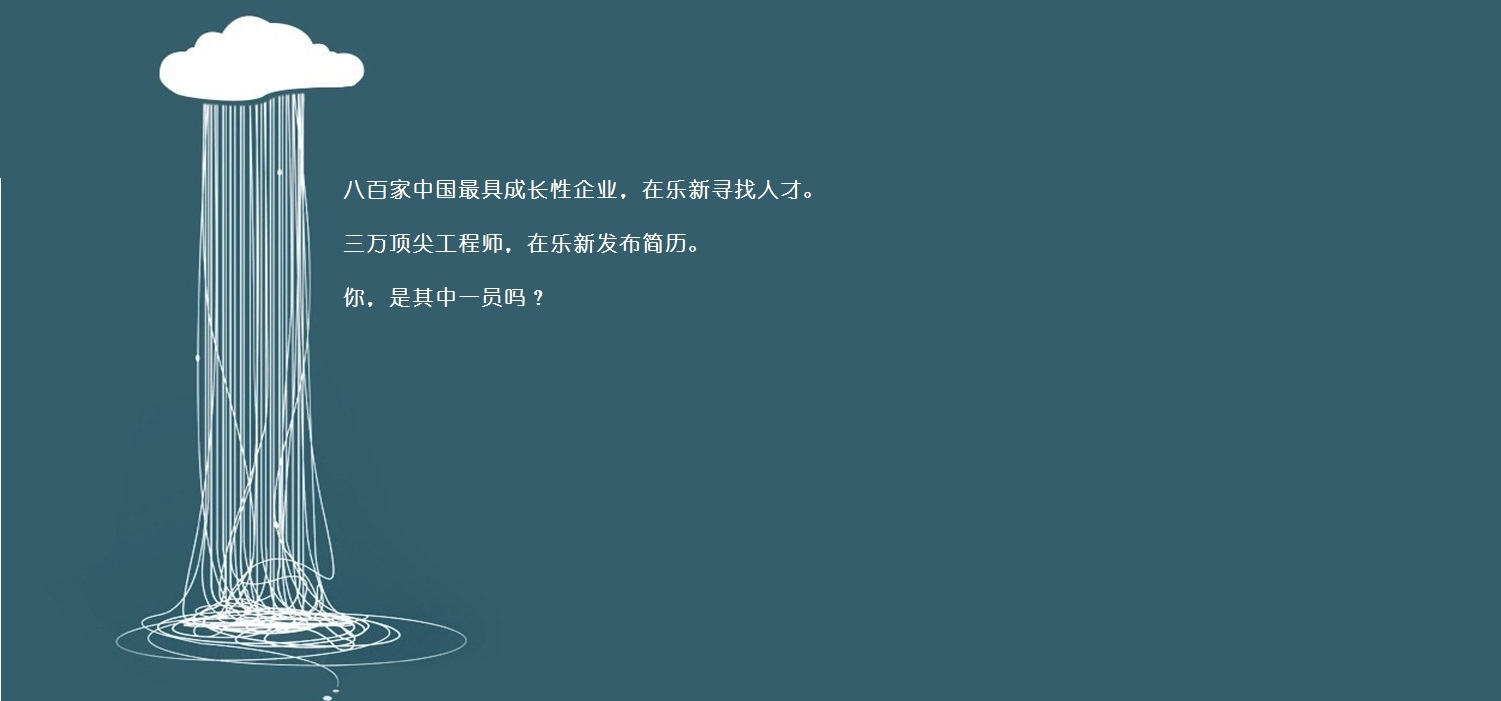 八百家中国最具成长性企业，在乐新寻找人才。
三万顶尖工程师，在乐新发布简历。
你，是其中一员吗？